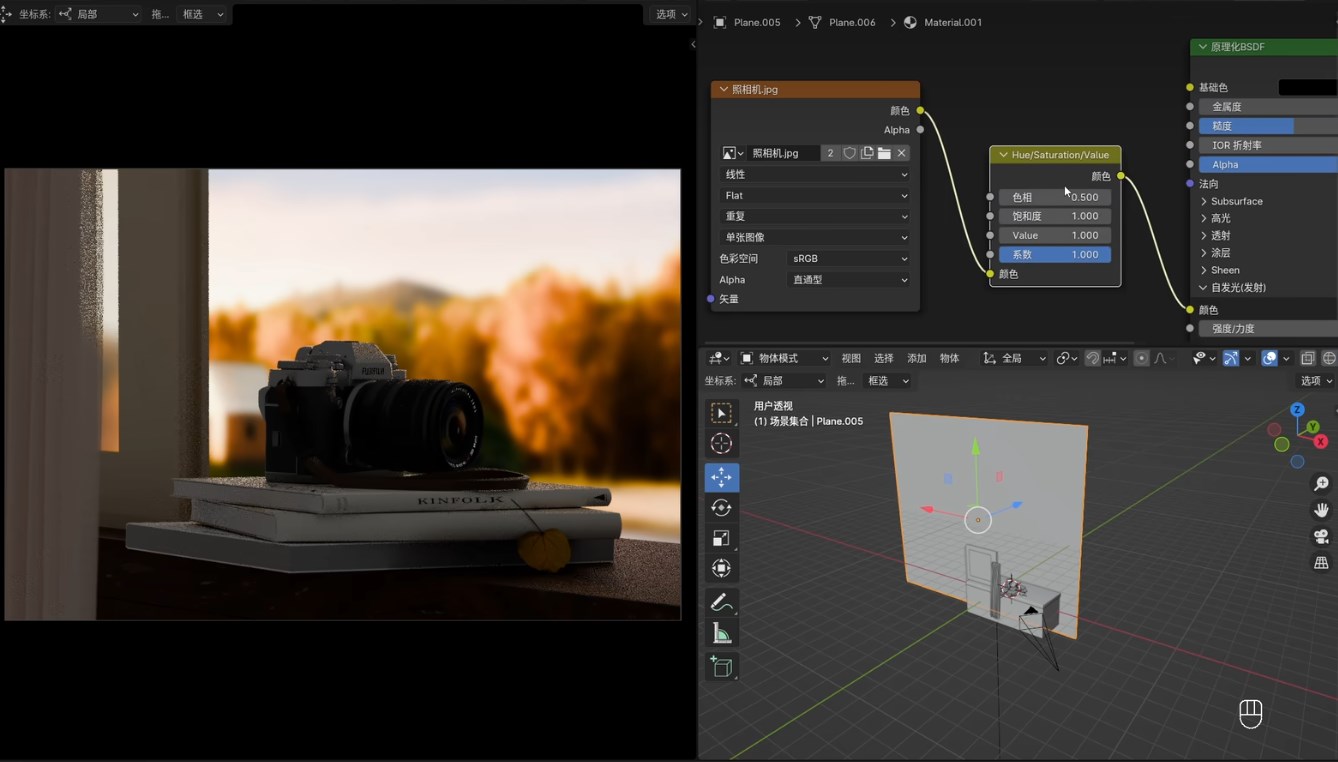 坐标系: 局部 拖... 框选 选项
FUJIFILM
KINFOLK
Plane.005 Plane.006 Material.001
照相机.jpg
颜色
Alpha
照相机.jpg 2
线性
Flat
重复
单张图像
色彩空间 sRGB
Alpha 直通型
矢量
Hue/Saturation/Value
颜色
色相 0.500
饱和度 1.000
Value 1.000
系数 1.000
颜色
原理化BSDF
基础色
金属度
糙度
IOR 折射率
Alpha
法向
Subsurface
高光
透射
涂层
Sheen
自发光(发射)
颜色
强度/力度
物体模式 视图 选择 添加 物体 全局
坐标系: 局部 拖... 框选 选项
用户透视
(1) 场景集合 | Plane.005
Z
Y
X